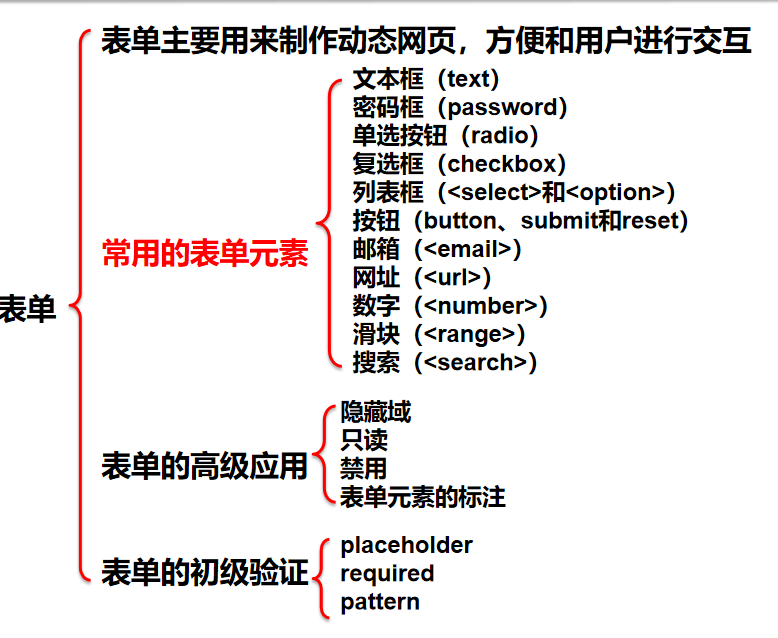 表单
表单主要用来制作动态网页，方便和用户进行交互
常用的表单元素
文本框（text）
密码框（password）
单选按钮（radio）
复选框（checkbox）
列表框（<select>和<option>）
按钮（button、submit和reset）
邮箱（<email>）
网址（<url>）
数字（<number>）
滑块（<range>）
搜索（<search>）
表单的高级应用
隐藏域
只读
禁用
表单元素的标注
表单的初级验证
placeholder
required
pattern